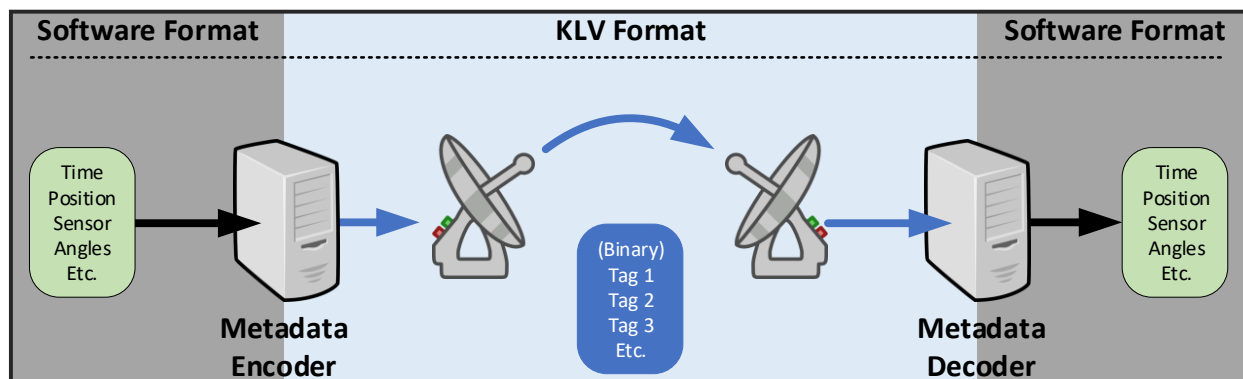 Software Format
KLV Format
Software Format
Time
Position
Sensor
Angles
Etc.
Metadata
Encoder
(Binary)
Tag 1
Tag 2
Tag 3
Etc.
Metadata
Decoder
Time
Position
Sensor
Angles
Etc.